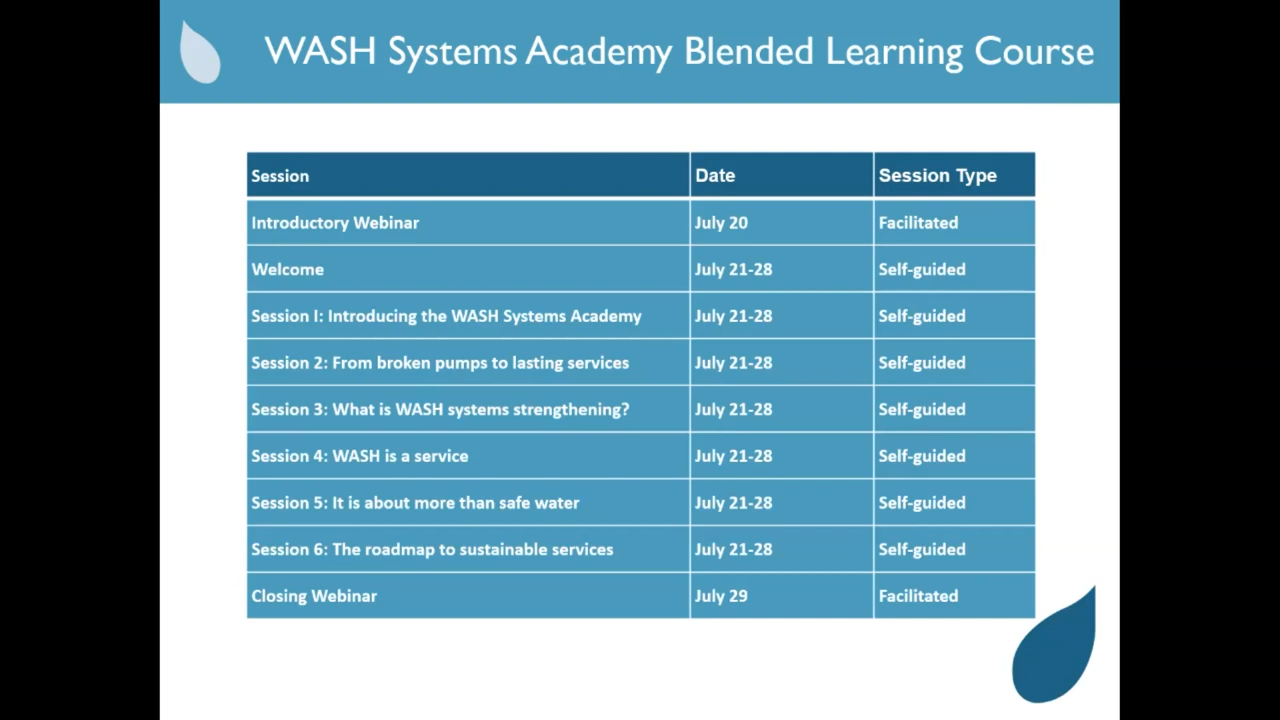 WASH Systems Academy Blended Learning Course
Session Date Session Type
Introductory Webinar July 20 Facilitated
Welcome July 21-28 Self-guided
Session I: Introducing the WASH Systems Academy July 21-28 Self-guided
Session 2: From broken pumps to lasting services July 21-28 Self-guided
Session 3: What is WASH systems strengthening? July 21-28 Self-guided
Session 4: WASH is a service July 21-28 Self-guided
Session 5: It is about more than safe water July 21-28 Self-guided
Session 6: The roadmap to sustainable services July 21-28 Self-guided
Closing Webinar July 29 Facilitated